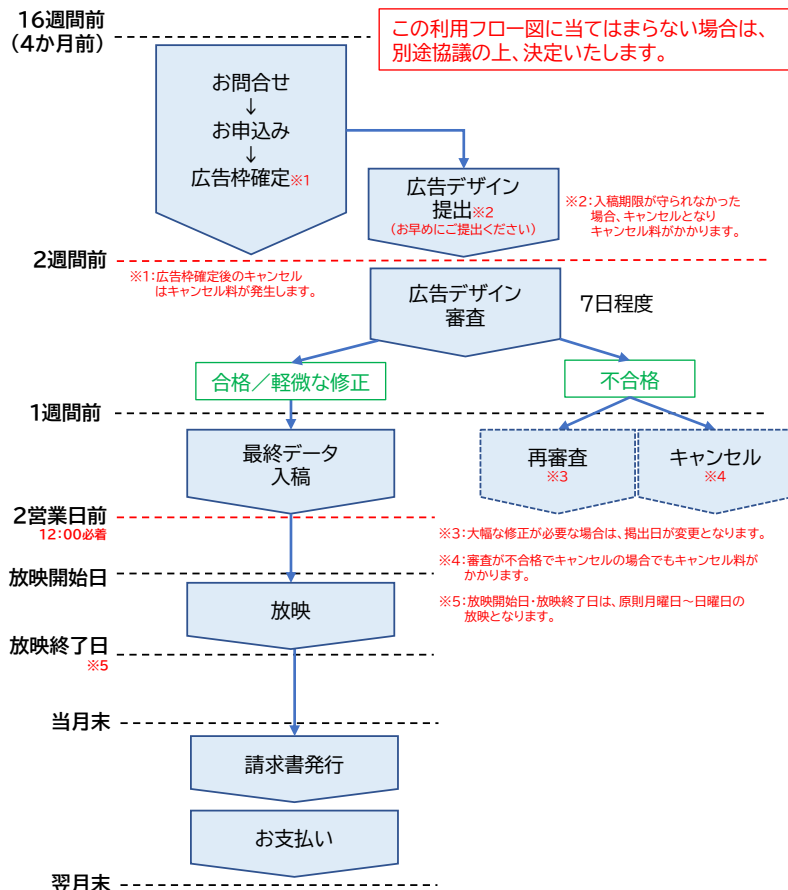 16週間前
（4か月前）
この利用フロー図に当てはまらない場合は、
別途協議の上、決定いたします。
お問合せ
↓
お申込み
↓
広告枠確定※1
広告デザイン
提出※2
（お早めにご提出ください）
※2：入稿期限が守られなかった
場合、キャンセルとなり
キャンセル料がかかります。
2週間前
※1：広告枠確定後のキャンセル
はキャンセル料が発生します。
広告デザイン
審査
7日程度
合格／軽微な修正
不合格
1週間前
最終データ
入稿
再審査
※3
キャンセル
※4
2営業日前
12：00必着
※3：大幅な修正が必要な場合は、掲出日が変更となります。
※4：審査が不合格でキャンセルの場合でもキャンセル料が
かかります。
放映開始日
放映
※5：放映開始日・放映終了日は、原則月曜日～日曜日の
放映となります。
放映終了日
※5
当月末
請求書発行
お支払い
翌月末